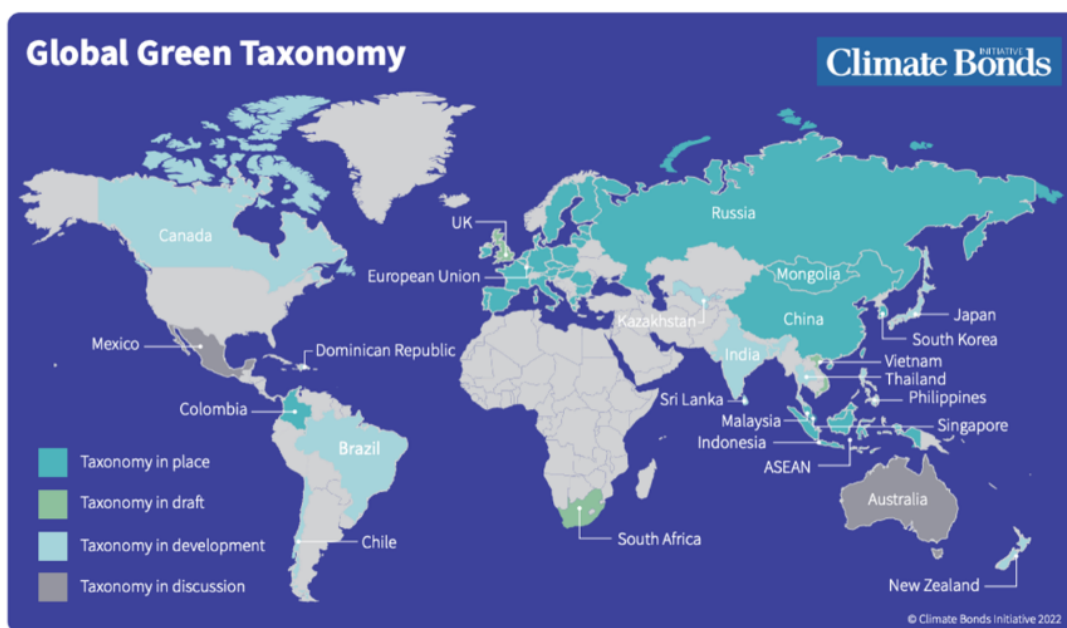 Global Green Taxonomy
INITIATIVE
Climate Bonds
Russia
UK
Canada
European Union
Mongolia
China
Kazakhstan
Japan
South Korea
Mexico
Dominican Republic
India
Vietnam
Thailand
Sri Lanka
Philippines
Colombia
Malaysia
Singapore
Indonesia
Brazil
ASEAN
Taxonomy in place
Australia
Taxonomy in draft
South Africa
Taxonomy in development
Chile
Taxonomy in discussion
New Zealand
© Climate Bonds Initiative 2022